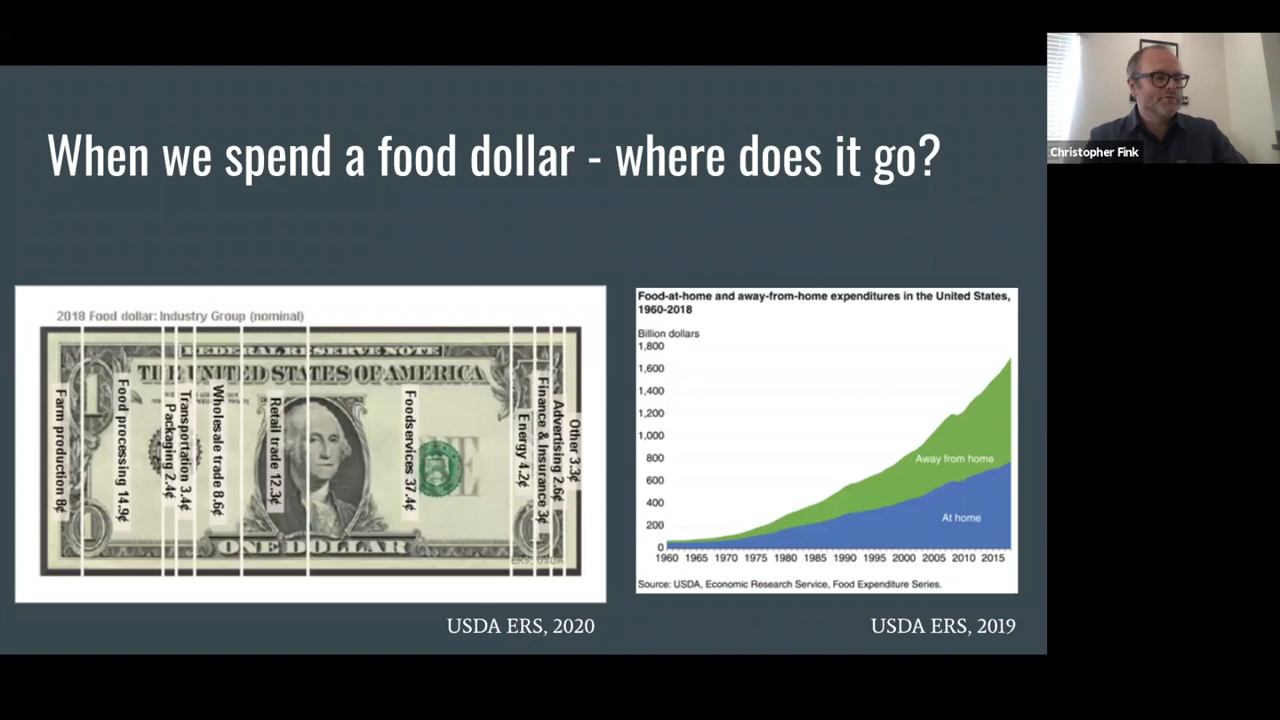 When we spend a food dollar - where does it go?
Christopher Fink
2018 Food dollar: Industry Group (nominal)
FEDERAL RESERVE NOTE
THE UNITED STATES OF AMERICA
1
Farm production 8¢
Food processing 14.9¢
Packaging 2.4¢
Transportation 3.4¢
Wholesale trade 8.6¢
Retail trade 12.3¢
Foodservices 37.4¢
Energy 4.2¢
Finance & Insurance 3¢
Advertising 2.6¢
Other 3.3¢
1
ONE DOLLAR
ERS, USDA
USDA ERS, 2020
Food-at-home and away-from-home expenditures in the United States,
1960-2018
Billion dollars
1,800
1,600
1,400
1,200
1,000
800
600
400
200
0
Away from home
At home
1960 1965 1970 1975 1980 1985 1990 1995 2000 2005 2010 2015
Source: USDA, Economic Research Service, Food Expenditure Series.
USDA ERS, 2019